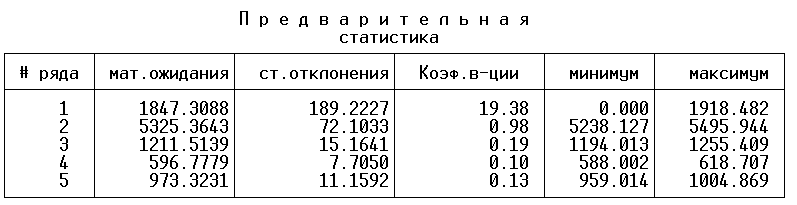 П р е д в а р и т е л ь н а я
статистика
# ряда мат.ожидания ст.отклонения Коэф.в-ции минимум максимум
1 1847.3088 189.2227 19.38 0.000 1918.482
2 5325.3643 72.1033 0.98 5238.127 5495.944
3 1211.5139 15.1641 0.19 1194.013 1255.409
4 596.7779 7.7050 0.10 588.002 618.707
5 973.3231 11.1592 0.13 959.014 1004.869